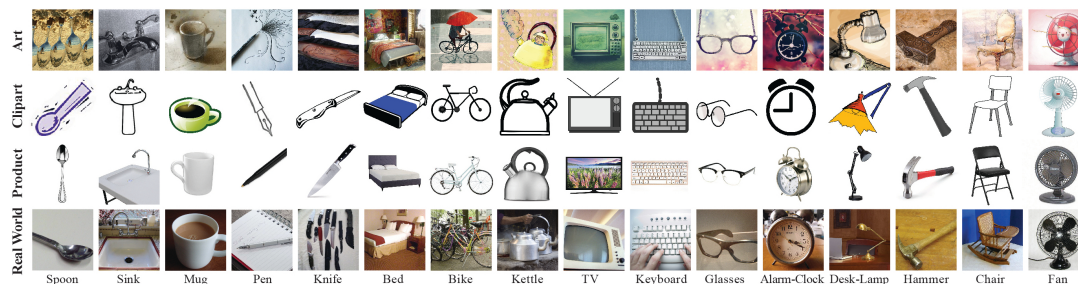 Art
Clipart
Product
Real World
Spoon Sink Mug Pen Knife Bed Bike Kettle TV Keyboard Glasses Alarm-Clock Desk-Lamp Hammer Chair Fan